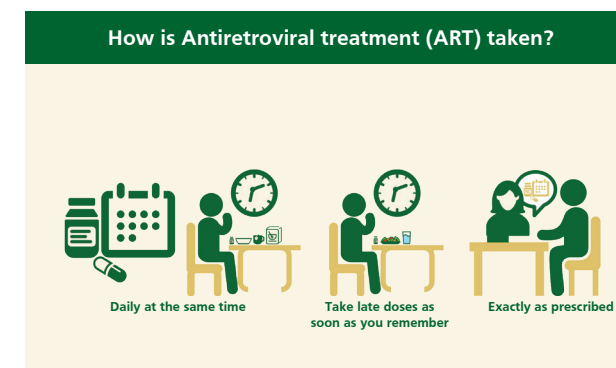 How is Antiretroviral treatment (ART) taken?
Daily at the same time
Take late doses as
soon as you remember
Exactly as prescribed